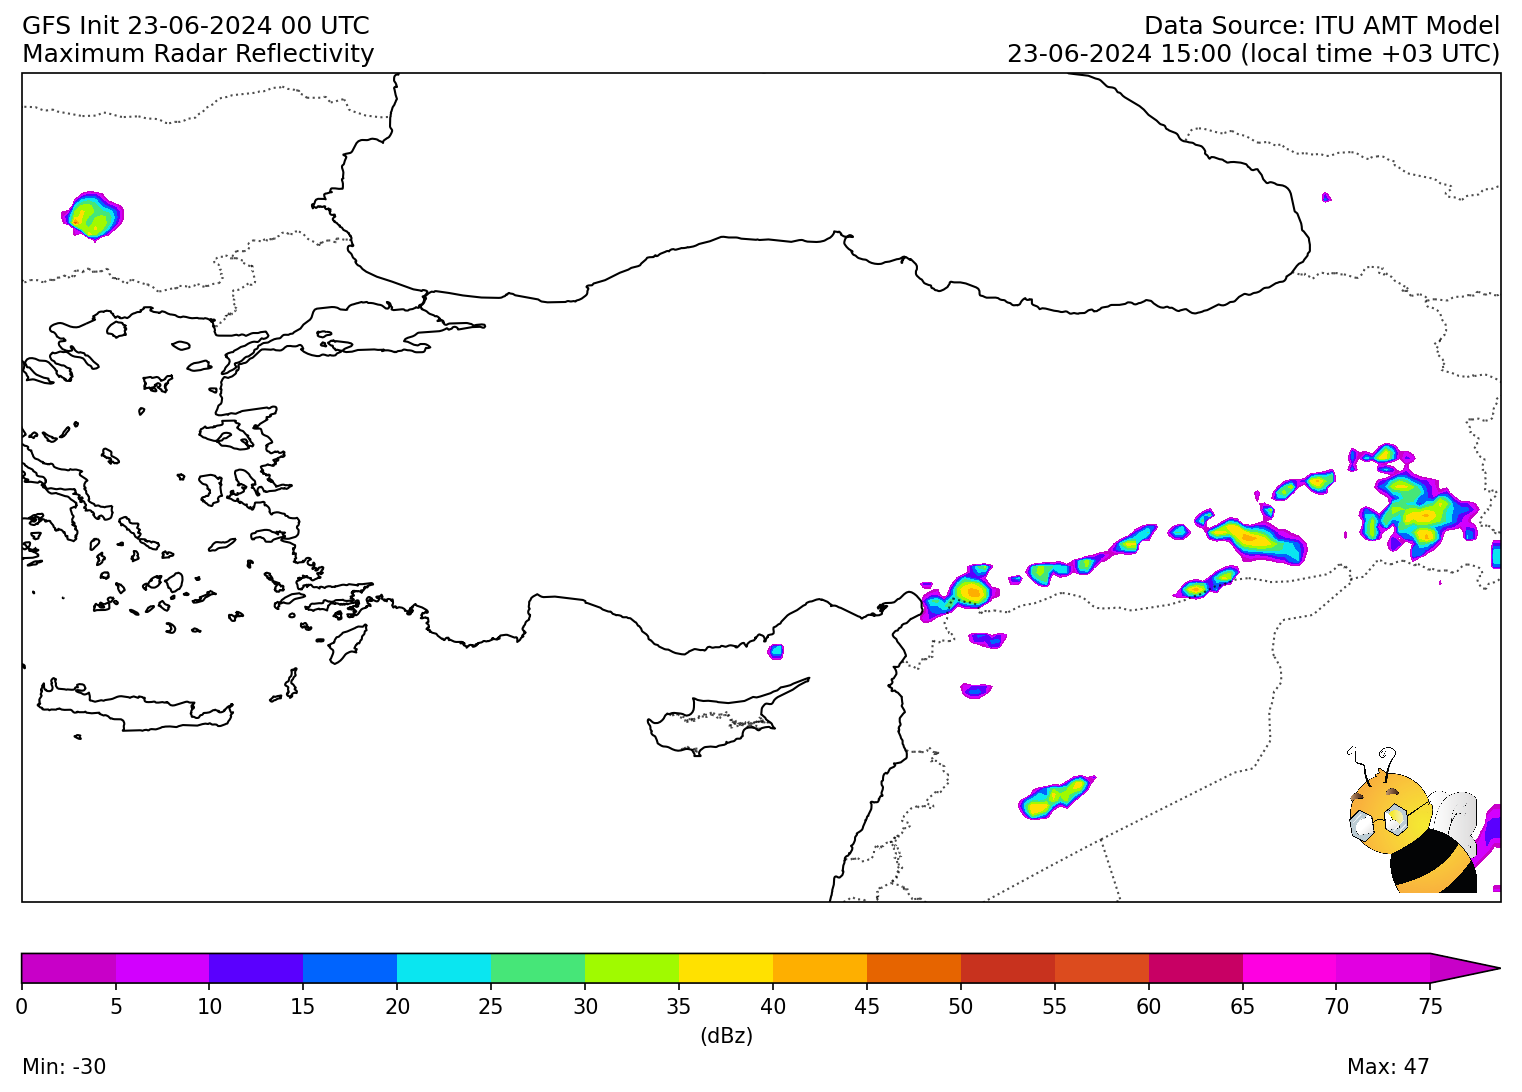 GFS Init 23-06-2024 00 UTC
Data Source: ITU AMT Model
Maximum Radar Reflectivity
23-06-2024 15:00 (local time +03 UTC)
0 5 10 15 20 25 30 35 40 45 50 55 60 65 70 75
(dBz)
Min: -30
Max: 47